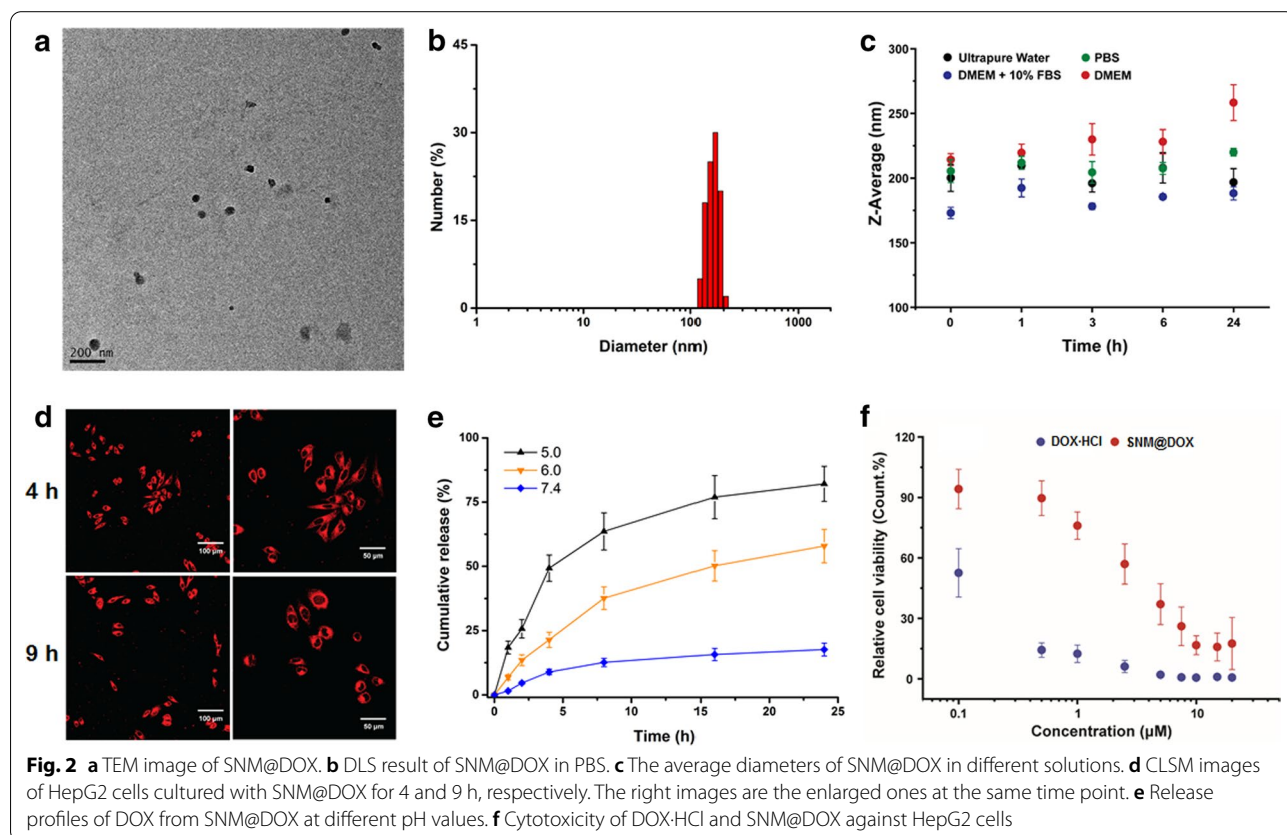 a
200 nm
b
45
30
15
0
Number (%)
1
10
100
1000
Diameter (nm)
c
Ultrapure Water
PBS
DMEM + 10% FBS
DMEM
300
250
200
150
100
Z-Average (nm)
0
1
3
6
24
Time (h)
d
4 h
100 µm
50 µm
9 h
100 µm
50 µm
e
100
75
50
25
0
Cumulative release (%)
5.0
6.0
7.4
0
5
10
15
20
25
Time (h)
f
DOX·HCl
SNM@DOX
120
90
60
30
0
Relative cell viability (Count.%)
0.1
1
10
Concentration (µM)
Fig. 2 a TEM image of SNM@DOX. b DLS result of SNM@DOX in PBS. c The average diameters of SNM@DOX in different solutions. d CLSM images
of HepG2 cells cultured with SNM@DOX for 4 and 9 h, respectively. The right images are the enlarged ones at the same time point. e Release
profiles of DOX from SNM@DOX at different pH values. f Cytotoxicity of DOX·HCl and SNM@DOX against HepG2 cells